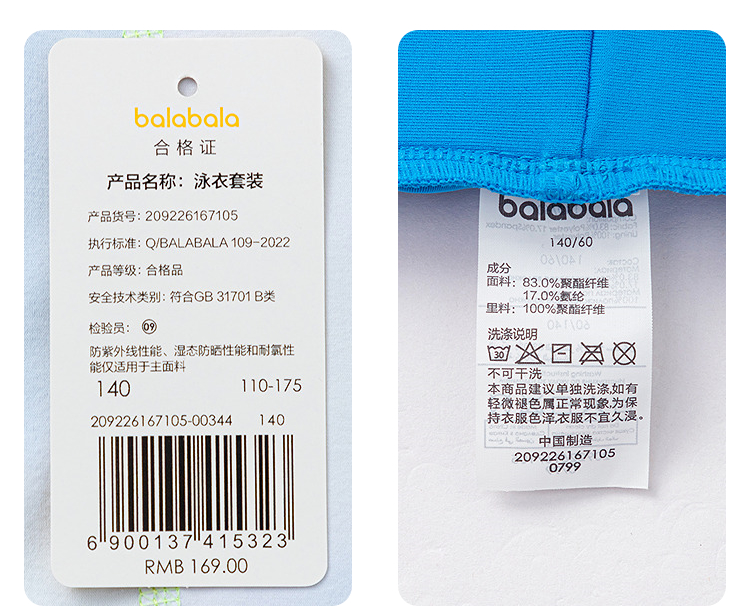 balabala
合格证
产品名称：泳衣套装
产品货号：209226167105
执行标准：Q/BALABALA 109-2022
产品等级：合格品
安全技术类别：符合GB 31701 B类
检验员： 09
防紫外线性能、湿态防晒性能和耐氯性
能仅适用于主面料
140 110-175
209226167105-00344 140
6 900137 415323
RMB 169.00
balabala
140/60
成分
面料：83.0%聚酯纤维
17.0%氨纶
里料：100%聚酯纤维
洗涤说明
30
不可干洗
本商品建议单独洗涤,如有
轻微褪色属正常现象,为保
持衣服色泽,衣服不宜久浸。
中国制造
209226167105
0799